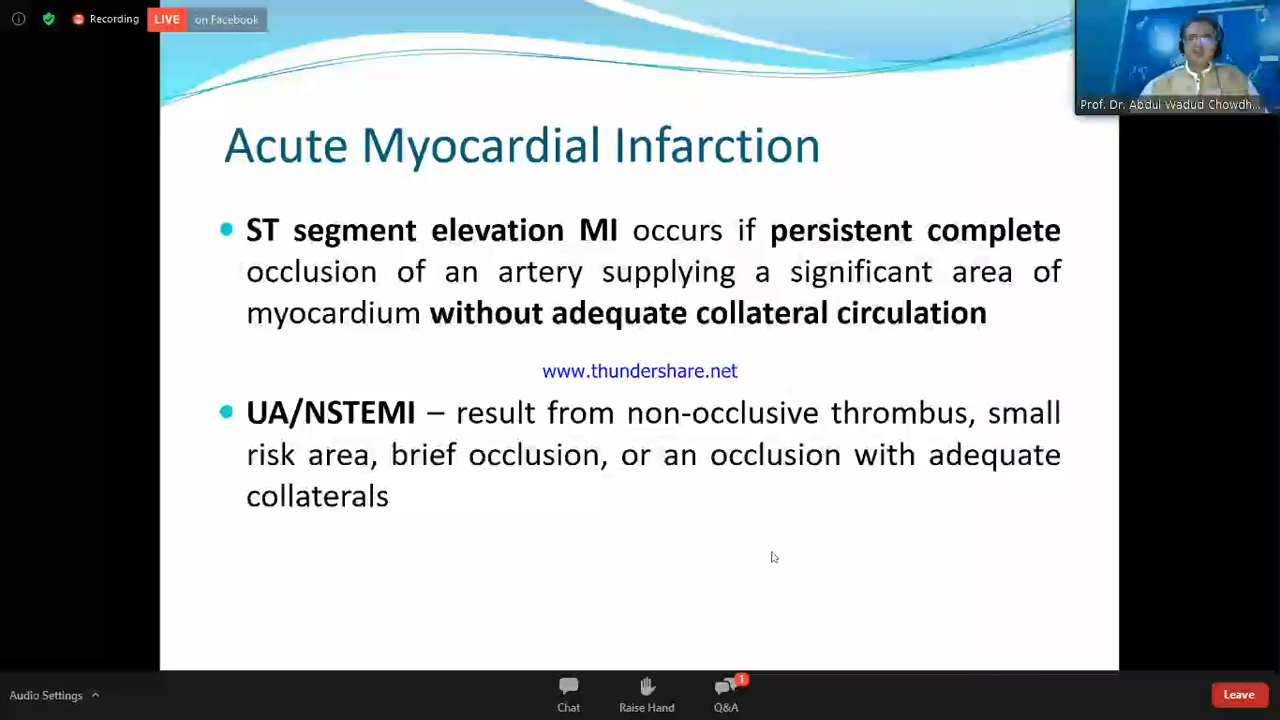 Recording
LIVE on Facebook
Prof. Dr. Abdul Wadud Chowdh...
Acute Myocardial Infarction
• ST segment elevation MI occurs if persistent complete
occlusion of an artery supplying a significant area of
myocardium without adequate collateral circulation
www.thundershare.net
• UA/NSTEMI – result from non-occlusive thrombus, small
risk area, brief occlusion, or an occlusion with adequate
collaterals
Audio Settings
Chat
Raise Hand
1
Q&A
Leave